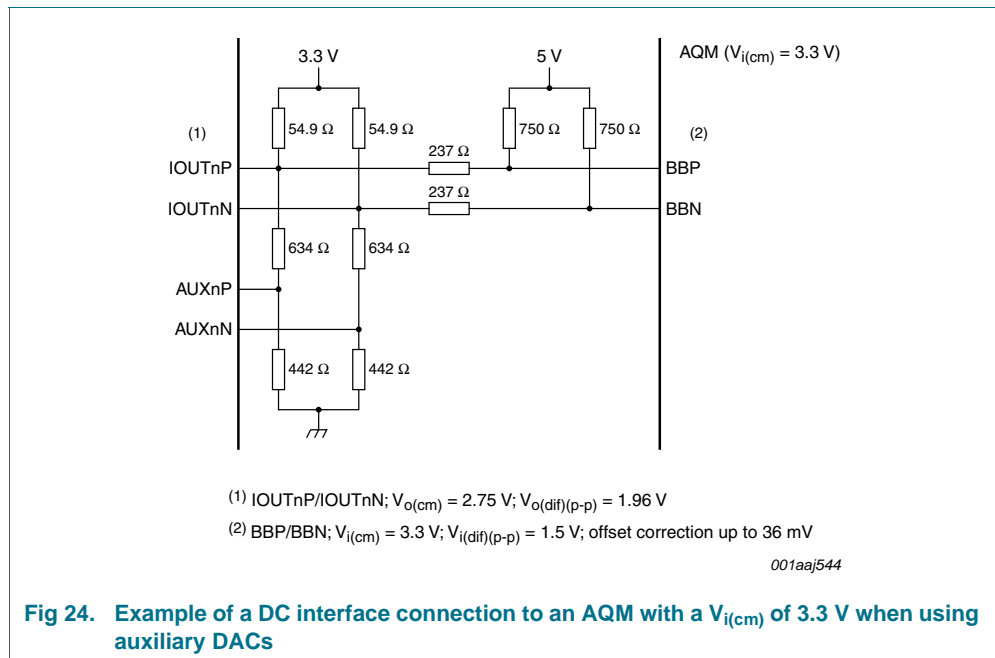 3.3 V 5 V AQM (Vi(cm) = 3.3 V)
54.9 Ω 54.9 Ω 750 Ω 750 Ω
(1) (2)
237 Ω
IOUTnP BBP
237 Ω
IOUTnN BBN
634 Ω 634 Ω
AUXnP
AUXnN
442 Ω 442 Ω
(1) IOUTnP/IOUTnN; Vo(cm) = 2.75 V; Vo(dif)(p-p) = 1.96 V
(2) BBP/BBN; Vi(cm) = 3.3 V; Vi(dif)(p-p) = 1.5 V; offset correction up to 36 mV
001aaj544
Fig 24. Example of a DC interface connection to an AQM with a Vi(cm) of 3.3 V when using
auxiliary DACs